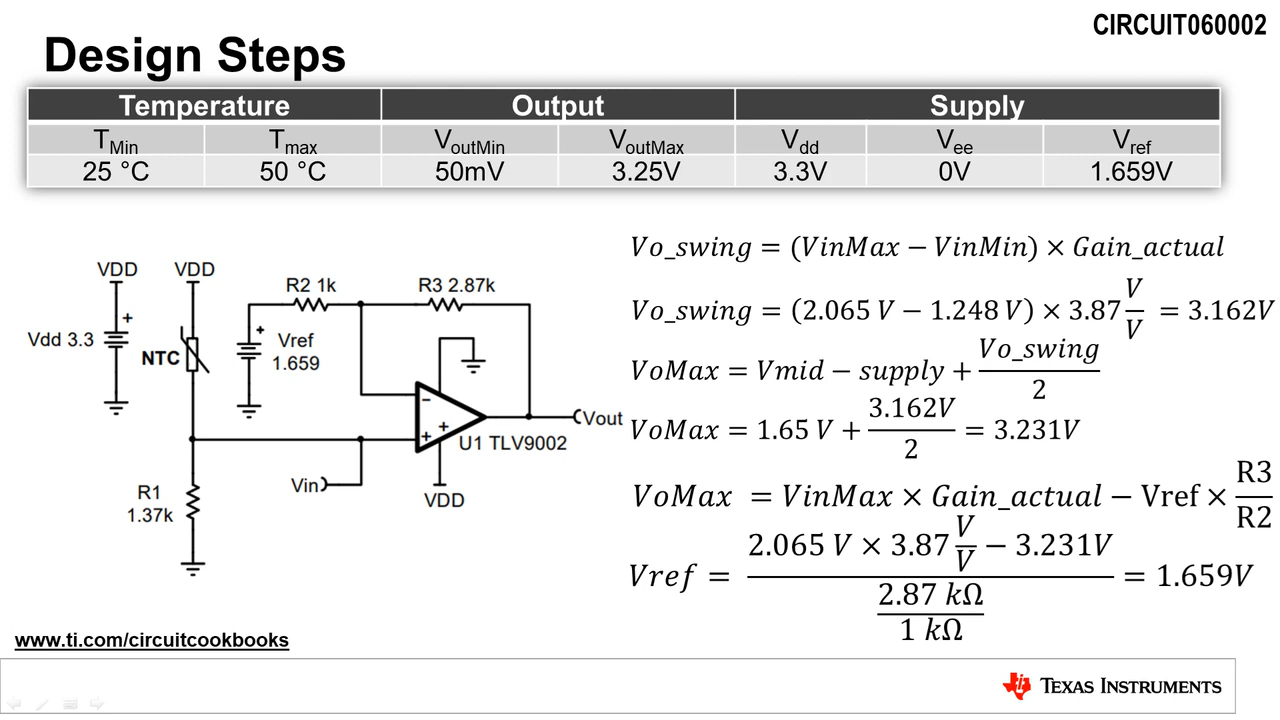 CIRCUIT060002
Design Steps
Temperature Output Supply
TMin Tmax VoutMin VoutMax Vdd Vee Vref
25 °C 50 °C 50mV 3.25V 3.3V 0V 1.659V
VDD VDD
R2 1k R3 2.87k
+
Vdd 3.3
NTC
+
Vref
1.659
−
+
+
U1 TLV9002
Vout
Vin
VDD
R1
1.37k
Vo_swing = (VinMax − VinMin) × Gain_actual
Vo_swing = (2.065 V − 1.248 V) × 3.87 V/V = 3.162V
VoMax = Vmid − supply + Vo_swing/2
VoMax = 1.65 V + 3.162V/2 = 3.231V
VoMax = VinMax × Gain_actual − Vref × R3/R2
Vref = (2.065 V × 3.87 V/V − 3.231V)/(2.87 kΩ/1 kΩ) = 1.659V
www.ti.com/circuitcookbooks
ti TEXAS INSTRUMENTS